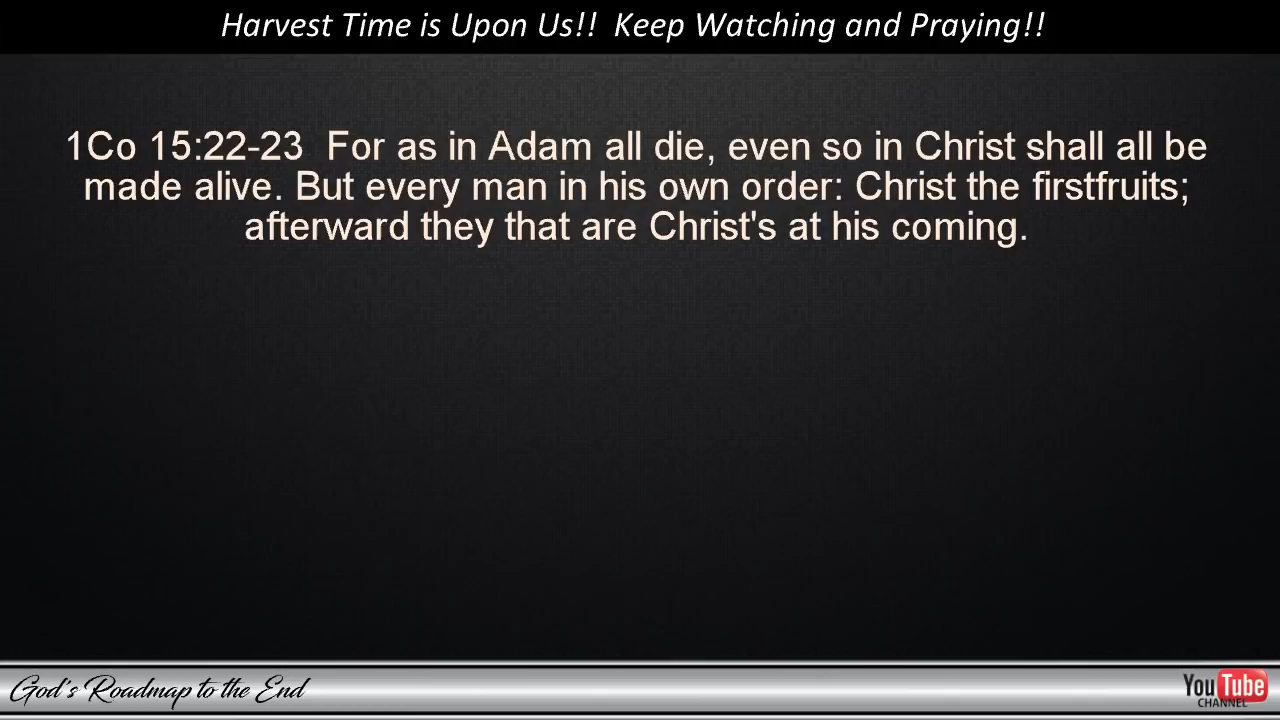 Harvest Time is Upon Us!!  Keep Watching and Praying!!
1Co 15:22-23  For as in Adam all die, even so in Christ shall all be
made alive. But every man in his own order: Christ the firstfruits;
afterward they that are Christ's at his coming.
God's Roadmap to the End
YouTube
CHANNEL